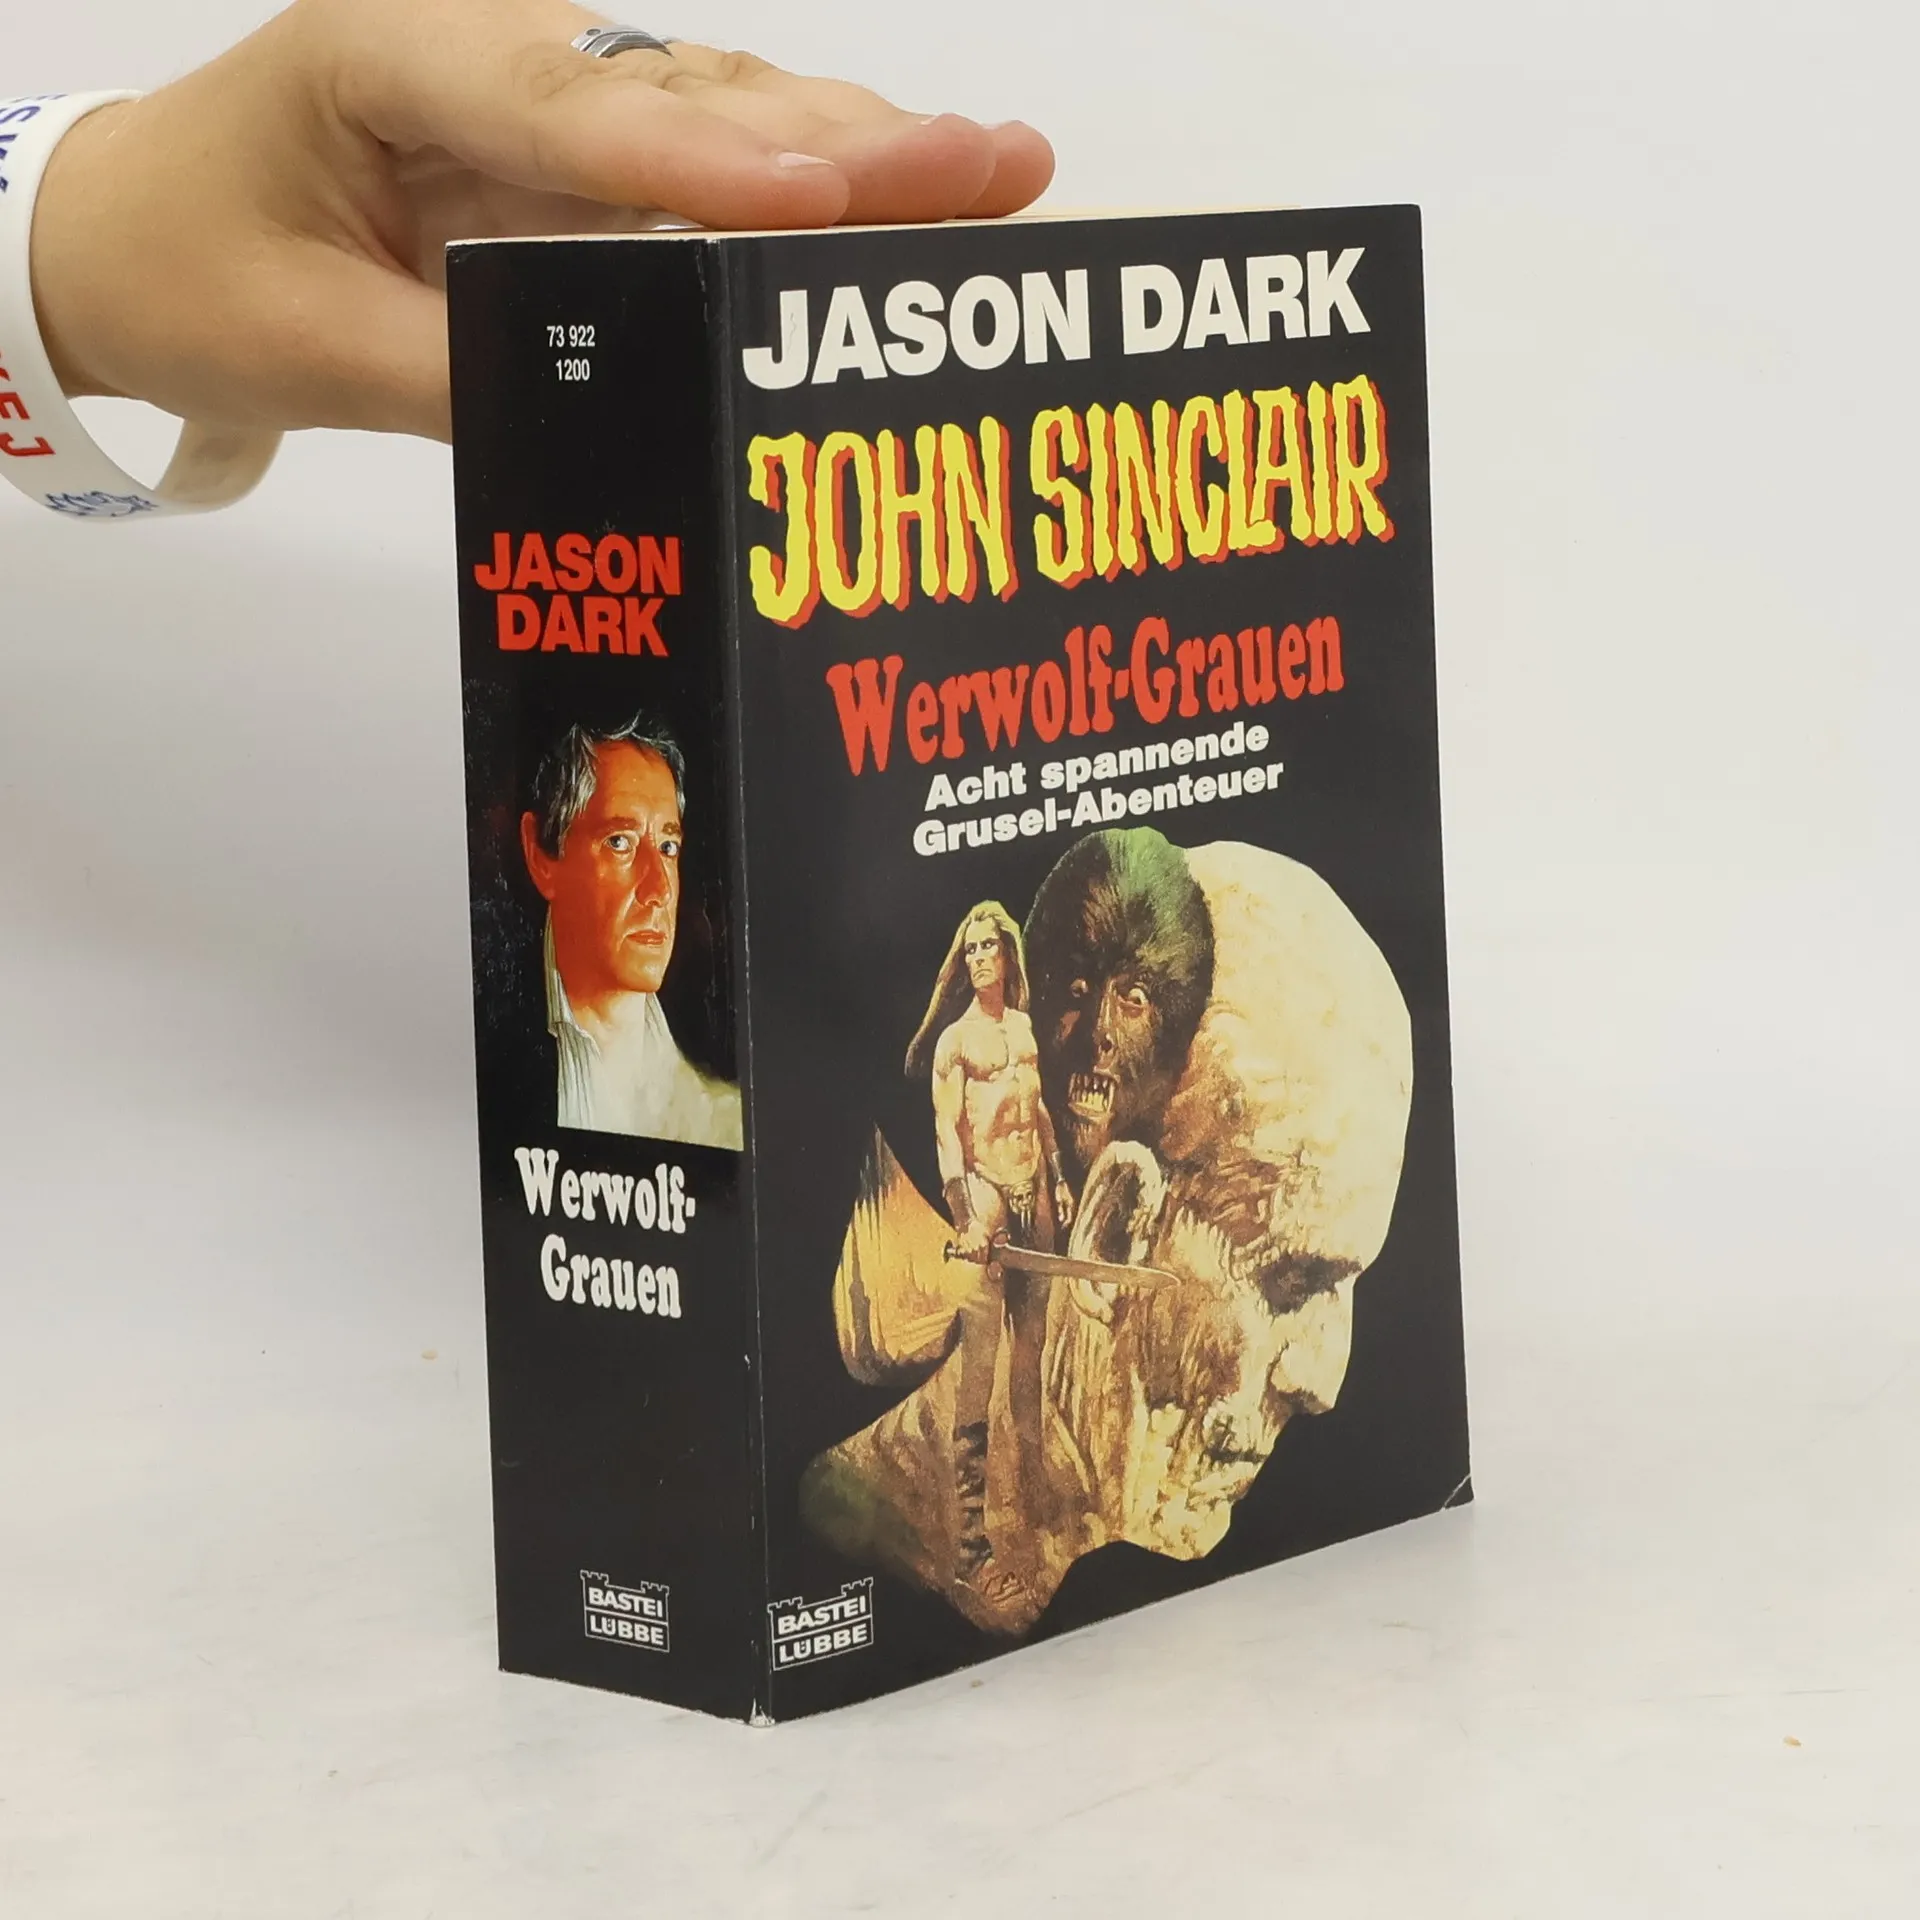 73 922
1200
JASON
DARK
Werwolf-
Grauen
BASTEI
LÜBBE
JASON DARK
JOHN SINCLAIR
Werwolf-Grauen
Acht spannende
Grusel-Abenteuer
BASTEI
LÜBBE